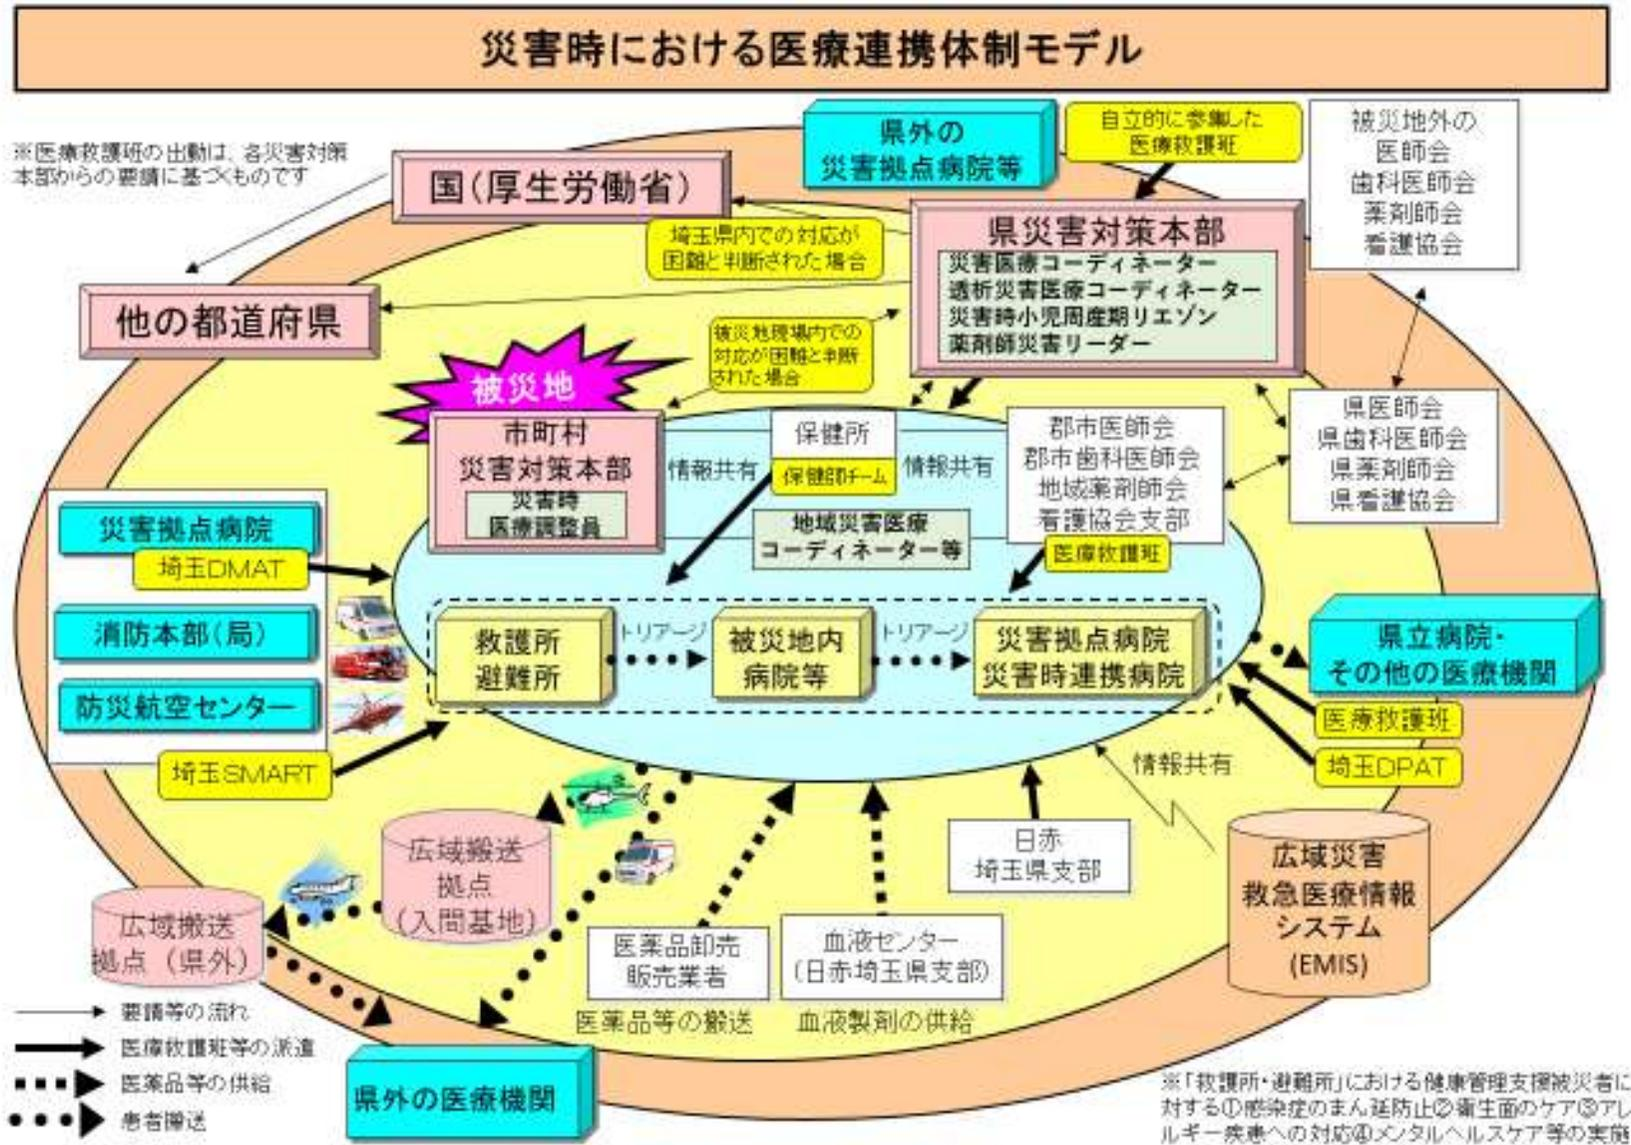 災害時における医療連携体制モデル
※医療救護班の出動は、各災害対策
本部からの要請に基づくものです
国(厚生労働省)
県外の
災害拠点病院等
自立的に参集した
医療救護班
被災地外の
医師会
歯科医師会
薬剤師会
看護協会
埼玉県内での対応が
困難と判断された場合
県災害対策本部
災害医療コーディネーター
透析災害医療コーディネーター
災害時小児周産期リエゾン
薬剤師災害リーダー
他の都道府県
被災地現場内での
対応が困難と判断
された場合
被災地
市町村
災害対策本部
災害時
医療調整員
情報共有
保健所
保健師チーム
情報共有
郡市医師会
郡市歯科医師会
地域薬剤師会
看護協会支部
医療救護班
県医師会
県歯科医師会
県薬剤師会
県看護協会
地域災害医療
コーディネーター等
災害拠点病院
埼玉DMAT
消防本部(局)
防災航空センター
埼玉SMART
救護所
避難所
トリアージ
被災地内
病院等
トリアージ
災害拠点病院
災害時連携病院
県立病院・
その他の医療機関
医療救護班
埼玉DPAT
情報共有
広域搬送
拠点
(入間基地)
広域搬送
拠点(県外)
日赤
埼玉県支部
広域災害
救急医療情報
システム
(EMIS)
医薬品卸売
販売業者
医薬品等の搬送
血液センター
(日赤埼玉県支部)
血液製剤の供給
要請等の流れ
医療救護班等の派遣
医薬品等の供給
患者搬送
県外の医療機関
※「救護所・避難所」における健康管理支援被災者に
対する①感染症のまん延防止②衛生面のケア③アレ
ルギー疾患への対応④メンタルヘルスケア等の実施